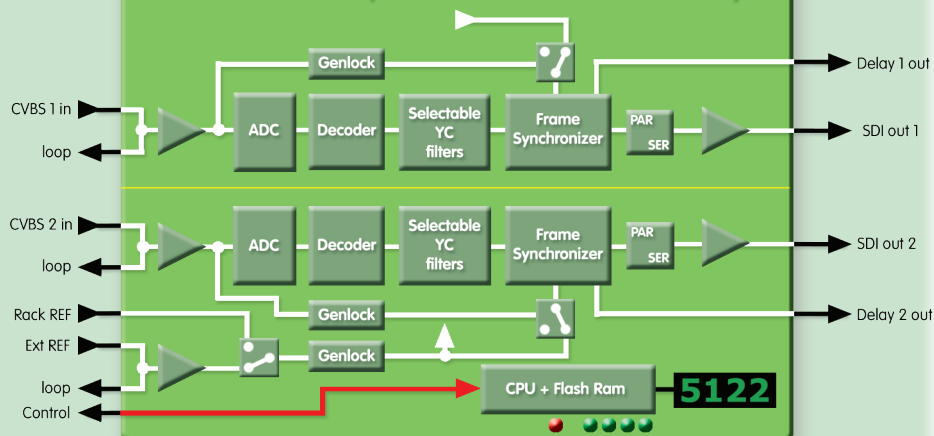 Genlock
Delay 1 out
CVBS 1 in
loop
ADC
Decoder
Selectable
YC
filters
Frame
Synchronizer
PAR
SER
SDI out 1
CVBS 2 in
loop
ADC
Decoder
Selectable
YC
filters
Frame
Synchronizer
PAR
SER
SDI out 2
Rack REF
Genlock
Delay 2 out
Ext REF
Genlock
loop
Control
CPU + Flash Ram
5122